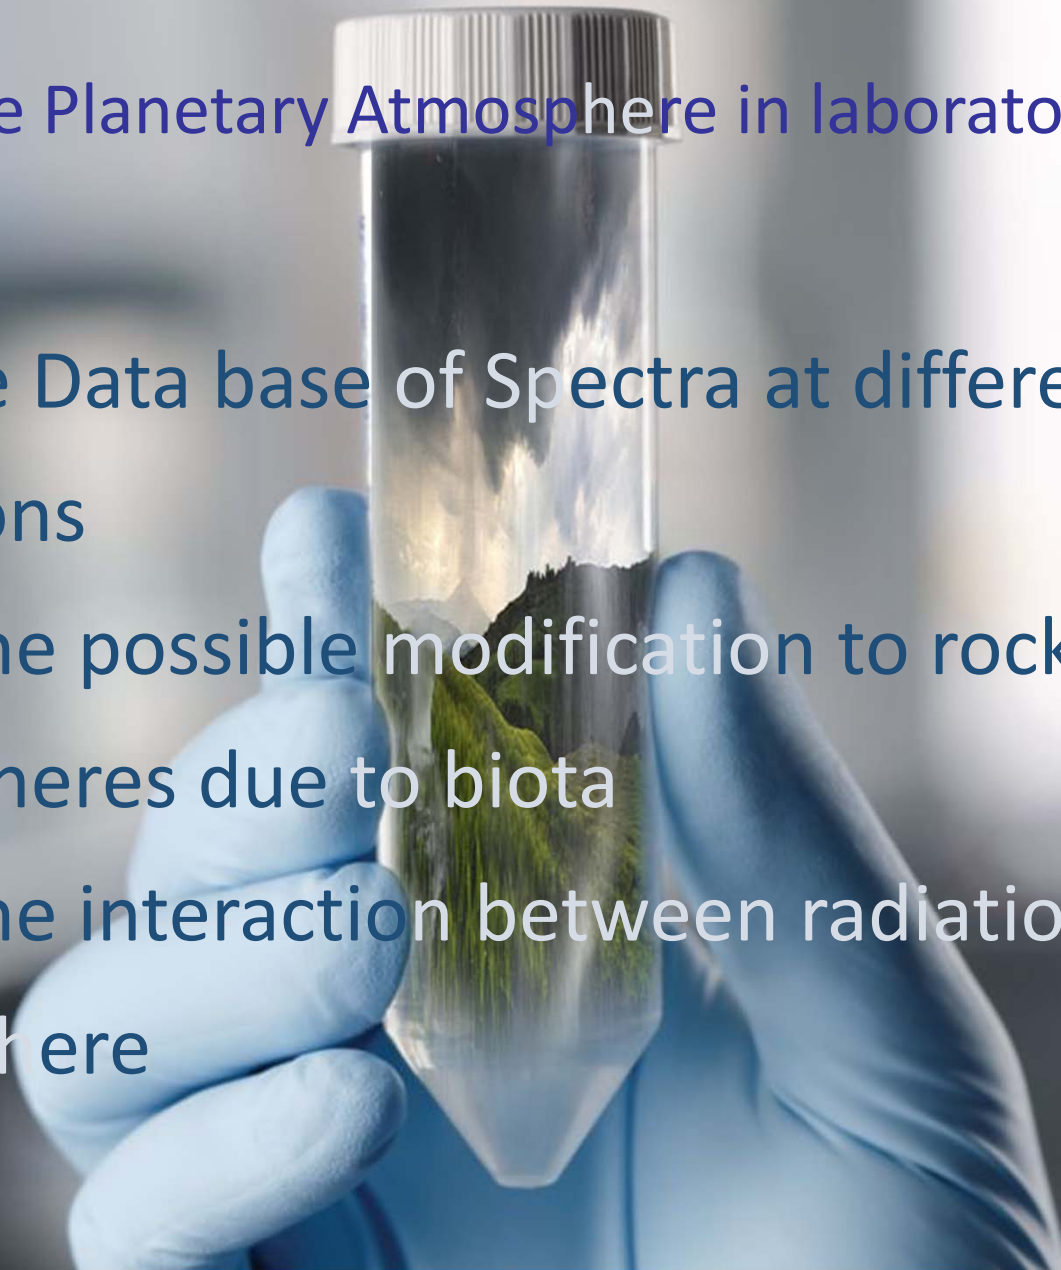 e Planetary Atmosphere in laborato
e Data base of Spectra at differe
ons
he possible modification to rock
heres due to biota
he interaction between radiatio
here